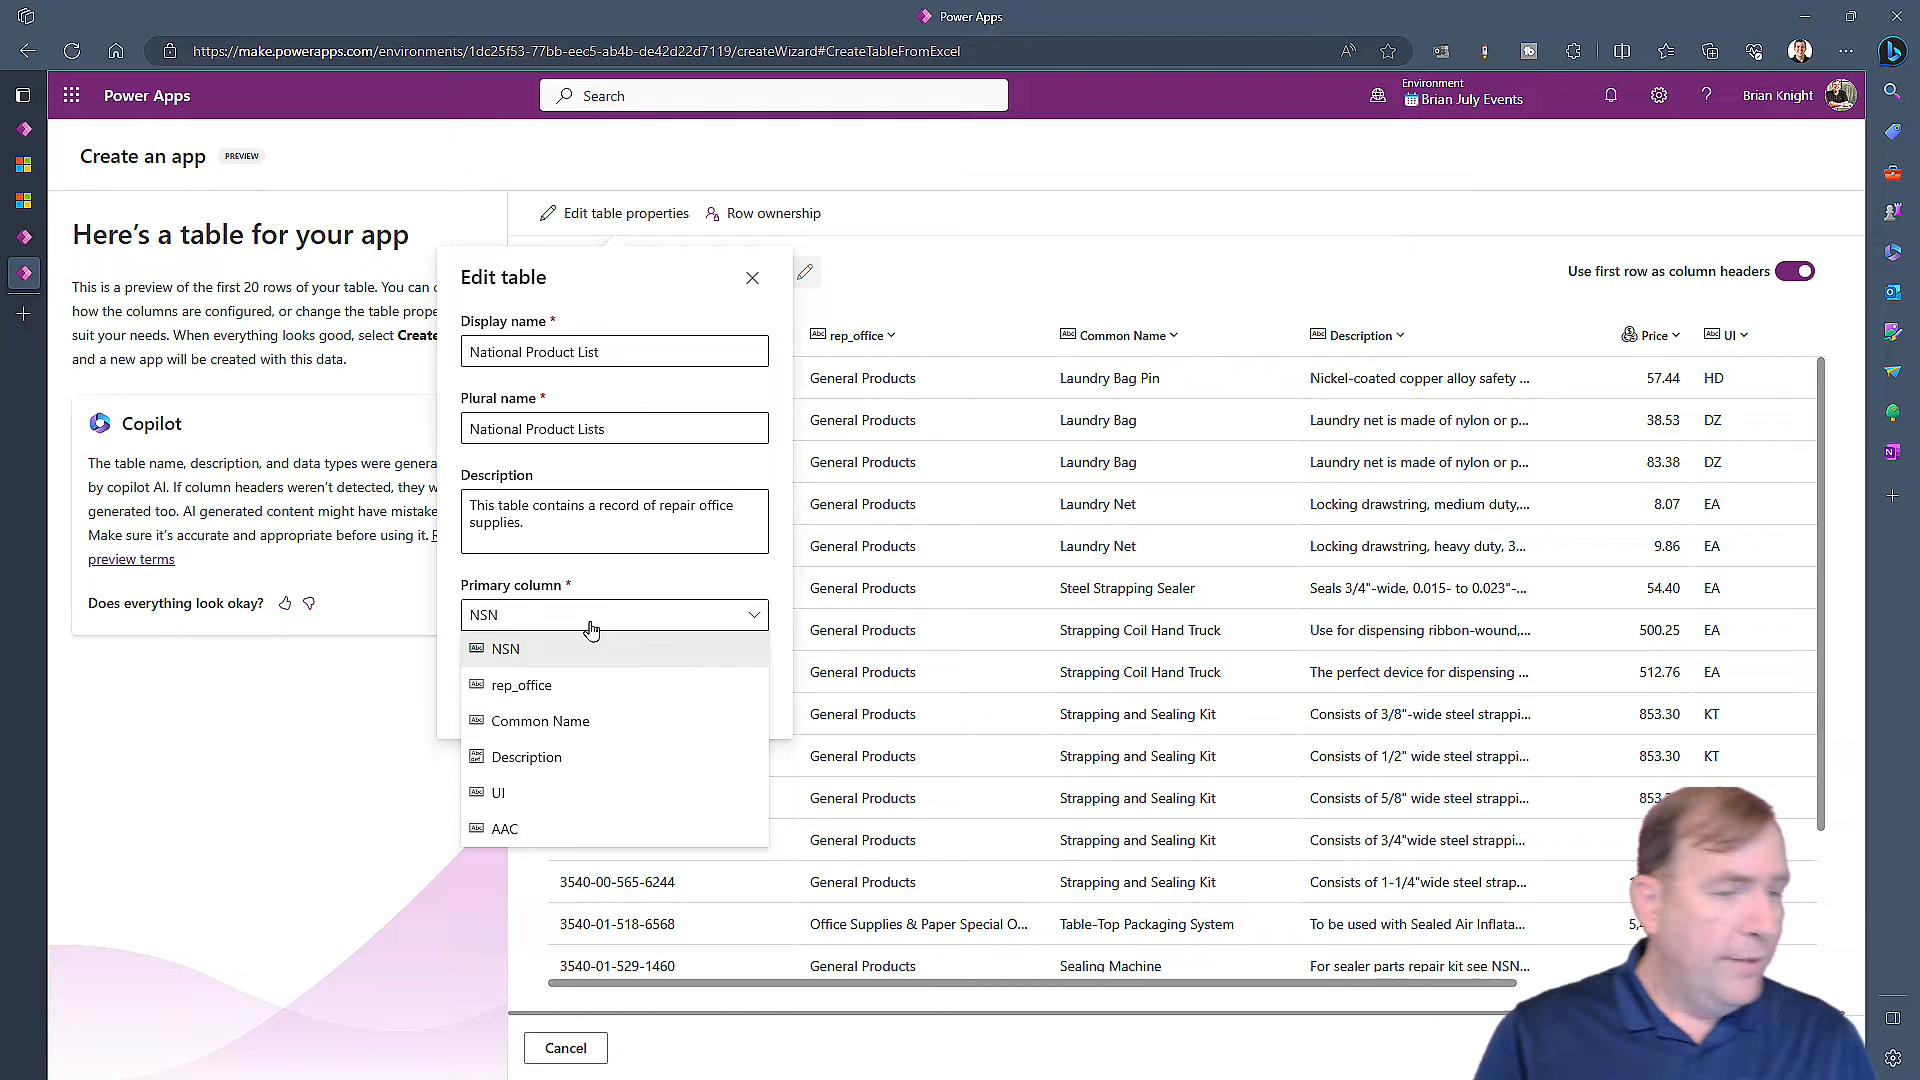 Power Apps
https://make.powerapps.com/environments/1dc25f53-77bb-eec5-ab4b-de42d22d7119/createWizard#CreateTableFromExcel
Power Apps
Search
Environment
Brian July Events
Brian Knight
Create an app PREVIEW
Here's a table for your app
This is a preview of the first 20 rows of your table. You can
how the columns are configured, or change the table prop
suit your needs. When everything looks good, select Create
and a new app will be created with this data.
Copilot
The table name, description, and data types were genera
by copilot AI. If column headers weren't detected, they w
generated too. AI generated content might have mistake
Make sure it's accurate and appropriate before using it.
preview terms
Does everything look okay?
Edit table properties
Row ownership
Edit table
Display name *
National Product List
Plural name *
National Product Lists
Description
This table contains a record of repair office
supplies.
Primary column *
NSN
NSN
rep_office
Common Name
Description
UI
AAC
Use first row as column headers
rep_office Common Name Description Price UI
General Products Laundry Bag Pin Nickel-coated copper alloy safety ... 57.44 HD
General Products Laundry Bag Laundry net is made of nylon or p... 38.53 DZ
General Products Laundry Bag Laundry net is made of nylon or p... 83.38 DZ
General Products Laundry Net Locking drawstring, medium duty,... 8.07 EA
General Products Laundry Net Locking drawstring, heavy duty, 3... 9.86 EA
General Products Steel Strapping Sealer Seals 3/4"-wide, 0.015- to 0.023"-... 54.40 EA
General Products Strapping Coil Hand Truck Use for dispensing ribbon-wound,... 500.25 EA
General Products Strapping Coil Hand Truck The perfect device for dispensing ... 512.76 EA
General Products Strapping and Sealing Kit Consists of 3/8"-wide steel strappi... 853.30 KT
General Products Strapping and Sealing Kit Consists of 1/2" wide steel strappi... 853.30 KT
General Products Strapping and Sealing Kit Consists of 5/8" wide steel strappi... 853.
General Products Strapping and Sealing Kit Consists of 3/4"wide steel strappi...
3540-00-565-6244 General Products Strapping and Sealing Kit Consists of 1-1/4"wide steel strap...
3540-01-518-6568 Office Supplies & Paper Special O... Table-Top Packaging System To be used with Sealed Air Inflata... 5,
3540-01-529-1460 General Products Sealing Machine For sealer parts repair kit see NSN...
Cancel